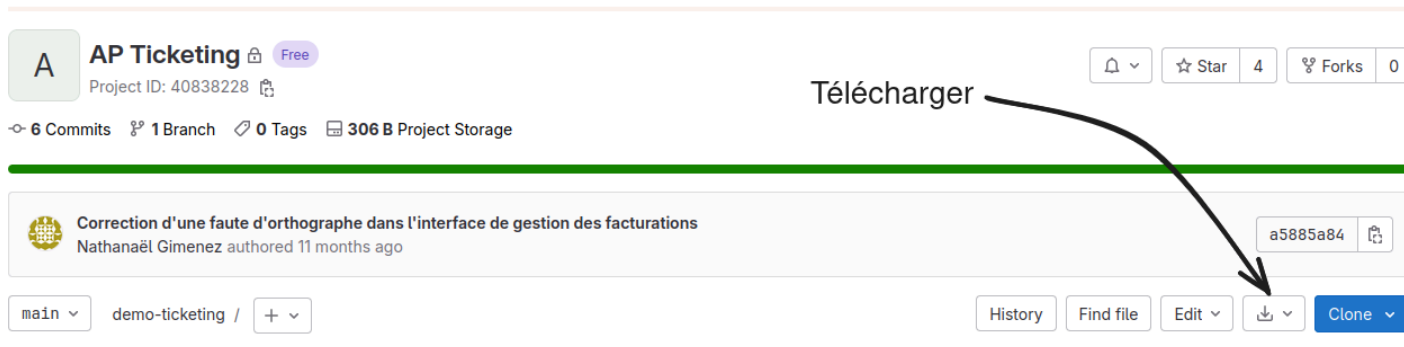 A
AP Ticketing Free
Project ID: 40838228
Star 4
Forks 0
Télécharger
6 Commits 1 Branch 0 Tags 306 B Project Storage
Correction d'une faute d'orthographe dans l'interface de gestion des facturations
Nathanaël Gimenez authored 11 months ago
a5885a84
main demo-ticketing / +
History Find file Edit Clone